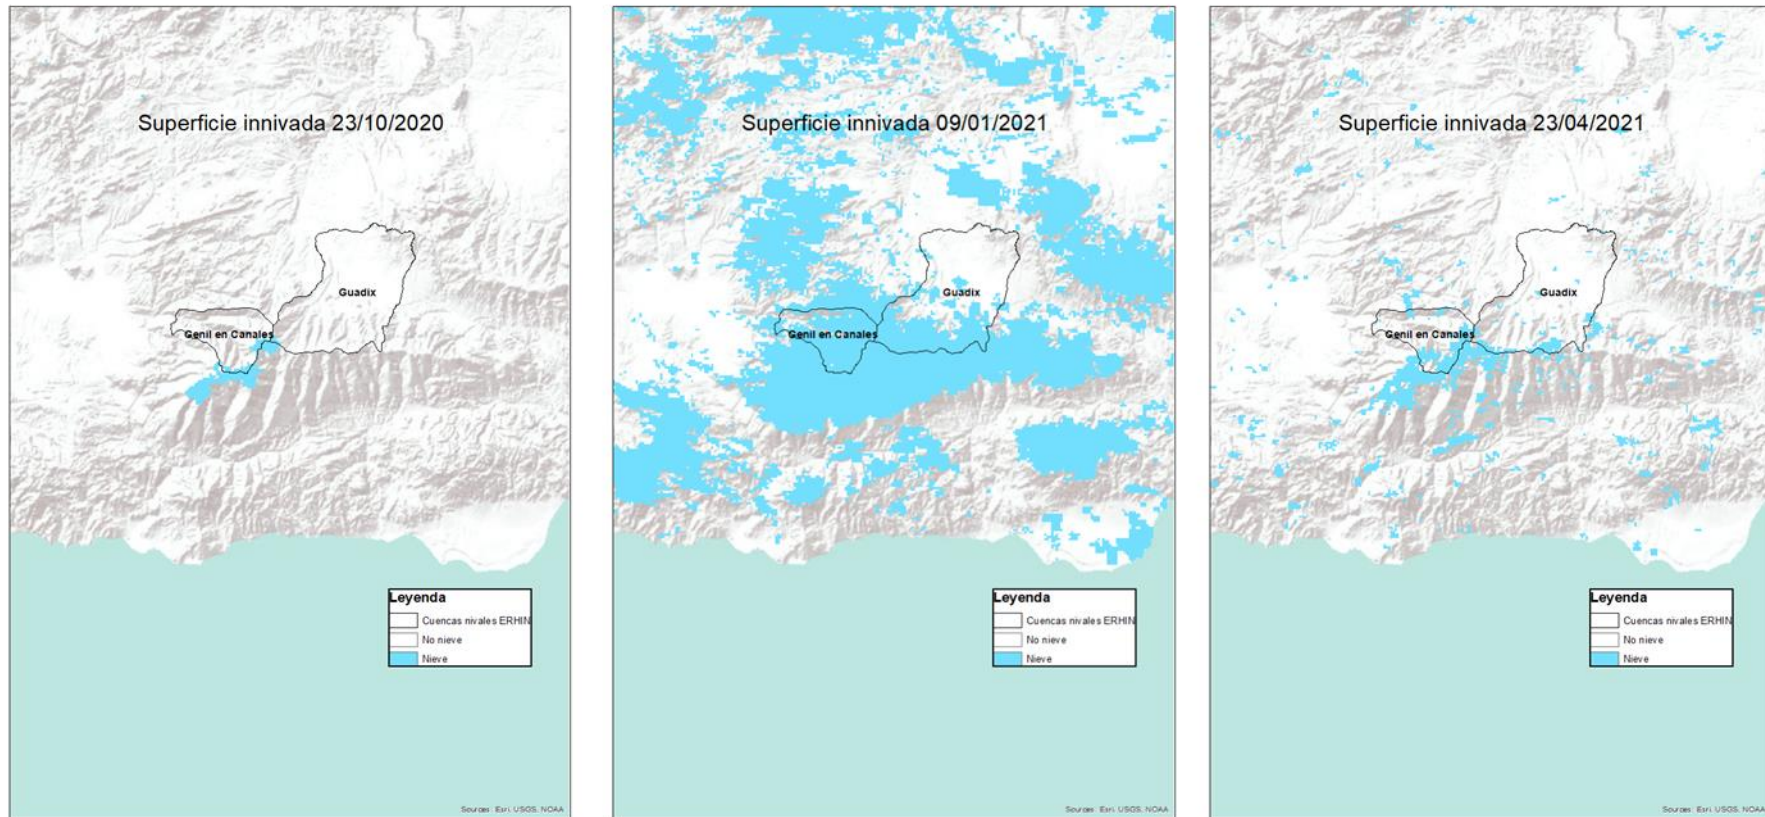 Superficie innivada 23/10/2020
Guadix
Genil en Canales
Leyenda
Cuencas nivales ERHIN
No nieve
Nieve
Sources: Esri, USGS, NOAA
Superficie innivada 09/01/2021
Guadix
Genil en Canales
Leyenda
Cuencas nivales ERHIN
No nieve
Nieve
Sources: Esri, USGS, NOAA
Superficie innivada 23/04/2021
Guadix
Genil en Canales
Leyenda
Cuencas nivales ERHIN
No nieve
Nieve
Sources: Esri, USGS, NOAA